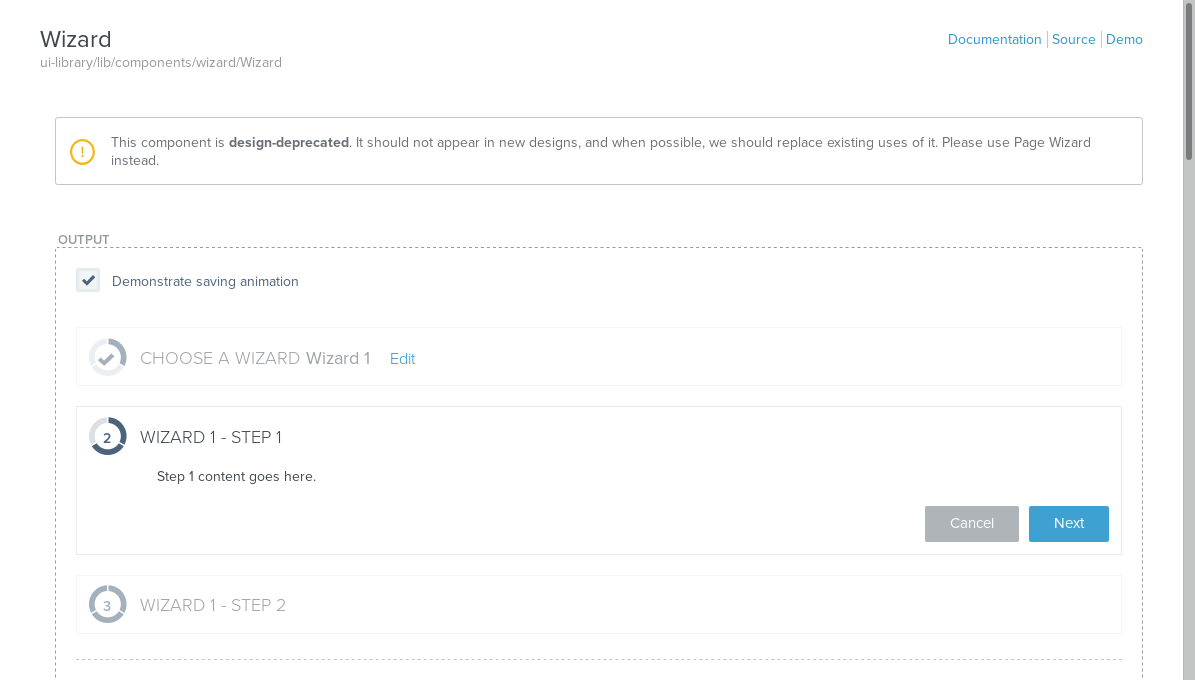 Wizard
Documentation Source Demo
ui-library/lib/components/wizard/Wizard
This component is design-deprecated. It should not appear in new designs, and when possible, we should replace existing uses of it. Please use Page Wizard
instead.
OUTPUT
Demonstrate saving animation
CHOOSE A WIZARD Wizard 1 Edit
2 WIZARD 1 - STEP 1
Step 1 content goes here.
Cancel Next
3 WIZARD 1 - STEP 2